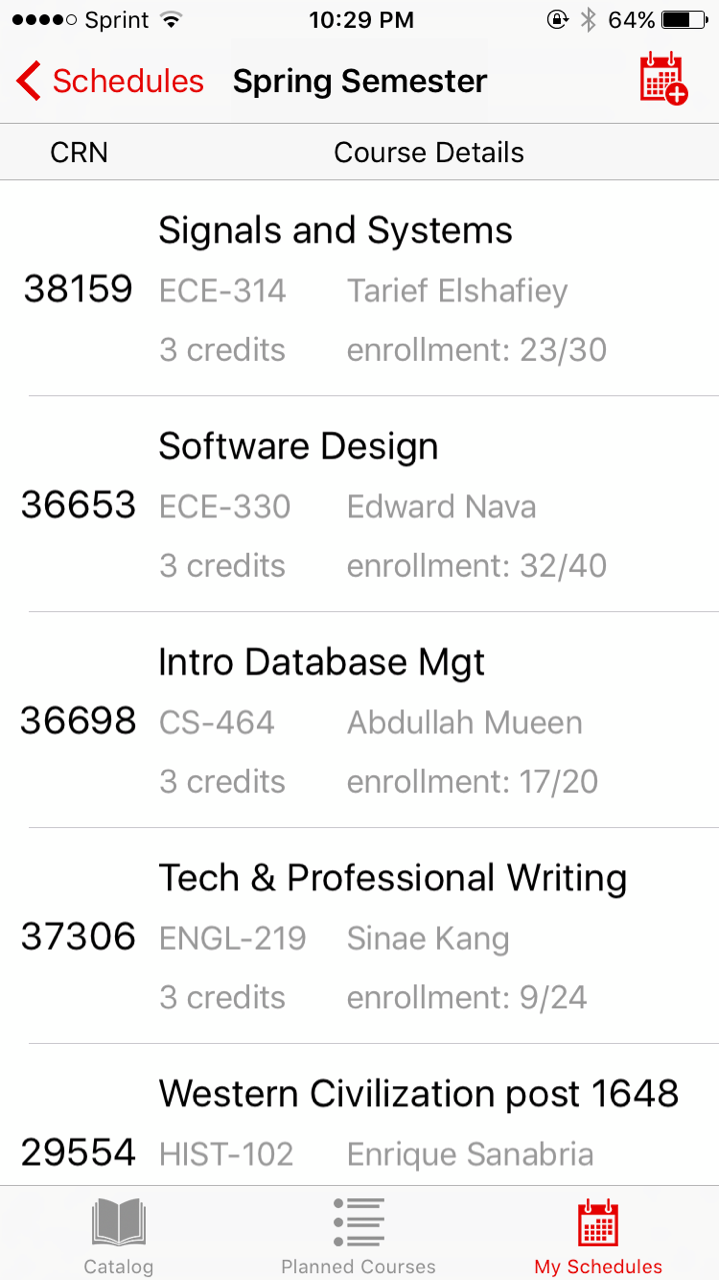 Sprint 10:29 PM 64%
Schedules Spring Semester
CRN Course Details
Signals and Systems
38159 ECE-314 Tarief Elshafiey
3 credits enrollment: 23/30
Software Design
36653 ECE-330 Edward Nava
3 credits enrollment: 32/40
Intro Database Mgt
36698 CS-464 Abdullah Mueen
3 credits enrollment: 17/20
Tech & Professional Writing
37306 ENGL-219 Sinae Kang
3 credits enrollment: 9/24
Western Civilization post 1648
29554 HIST-102 Enrique Sanabria
Catalog Planned Courses My Schedules